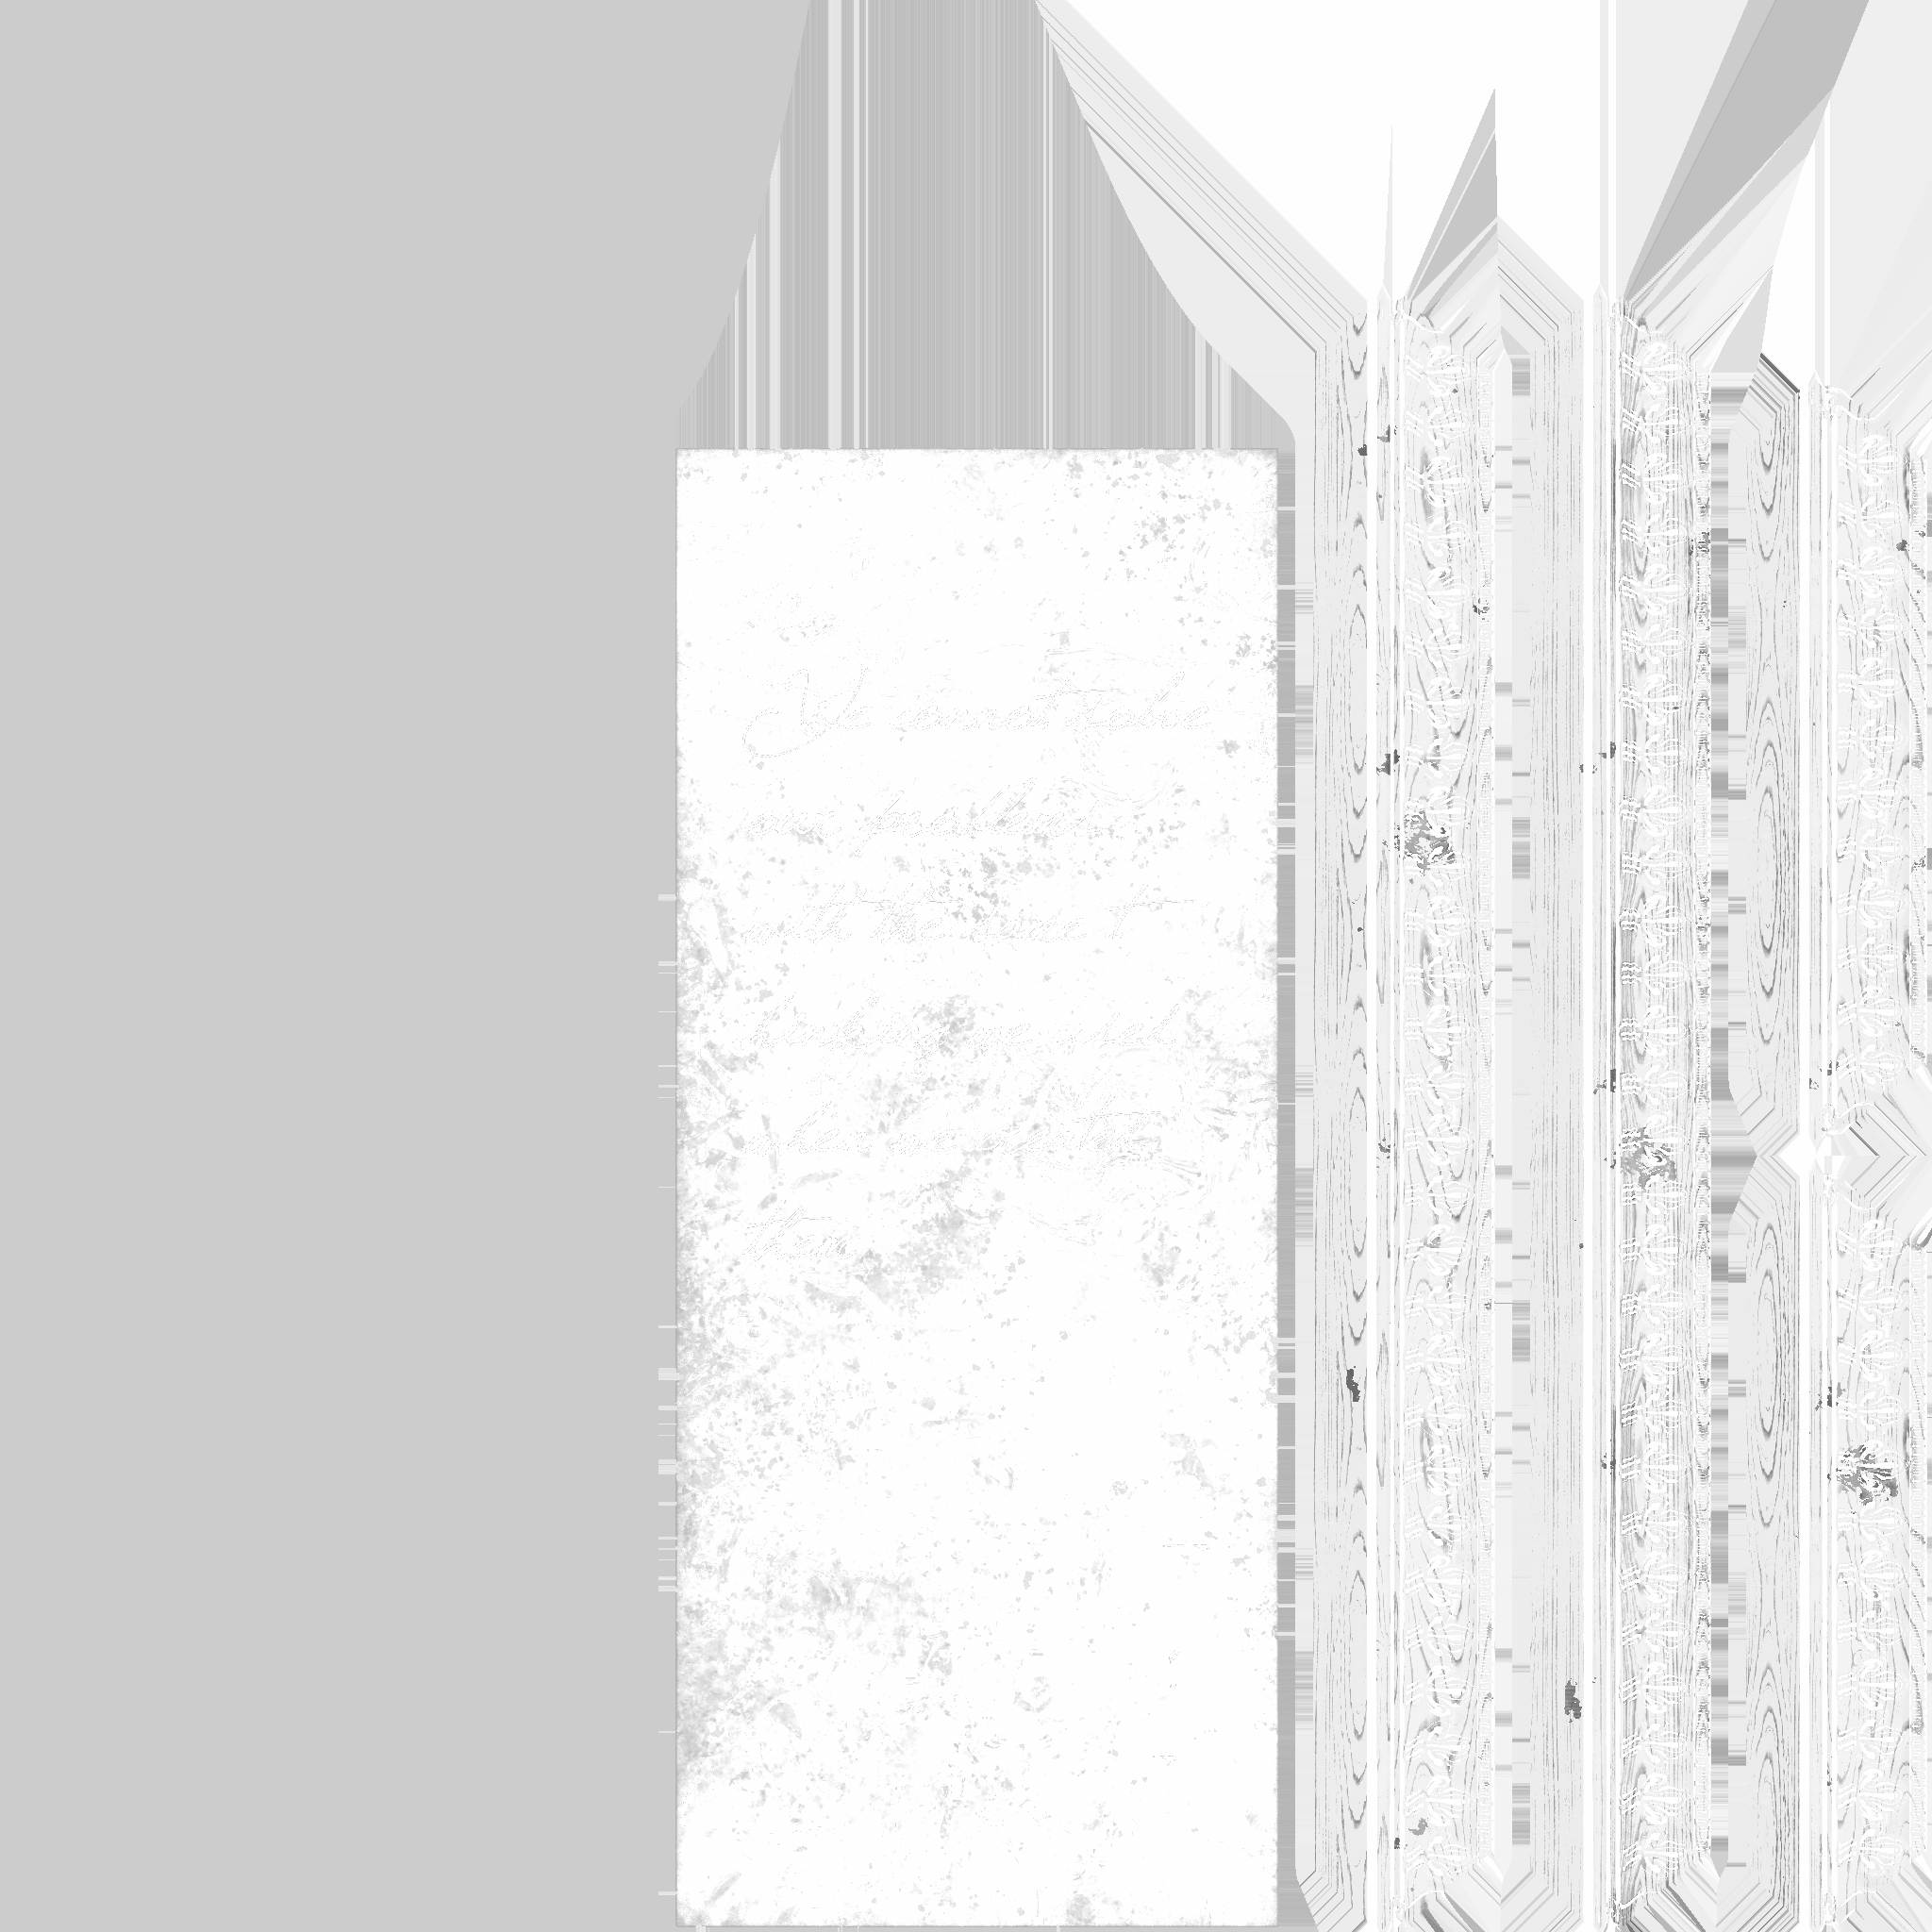 We cannot solve
our problems
with the same
thinking we used
when we created
them